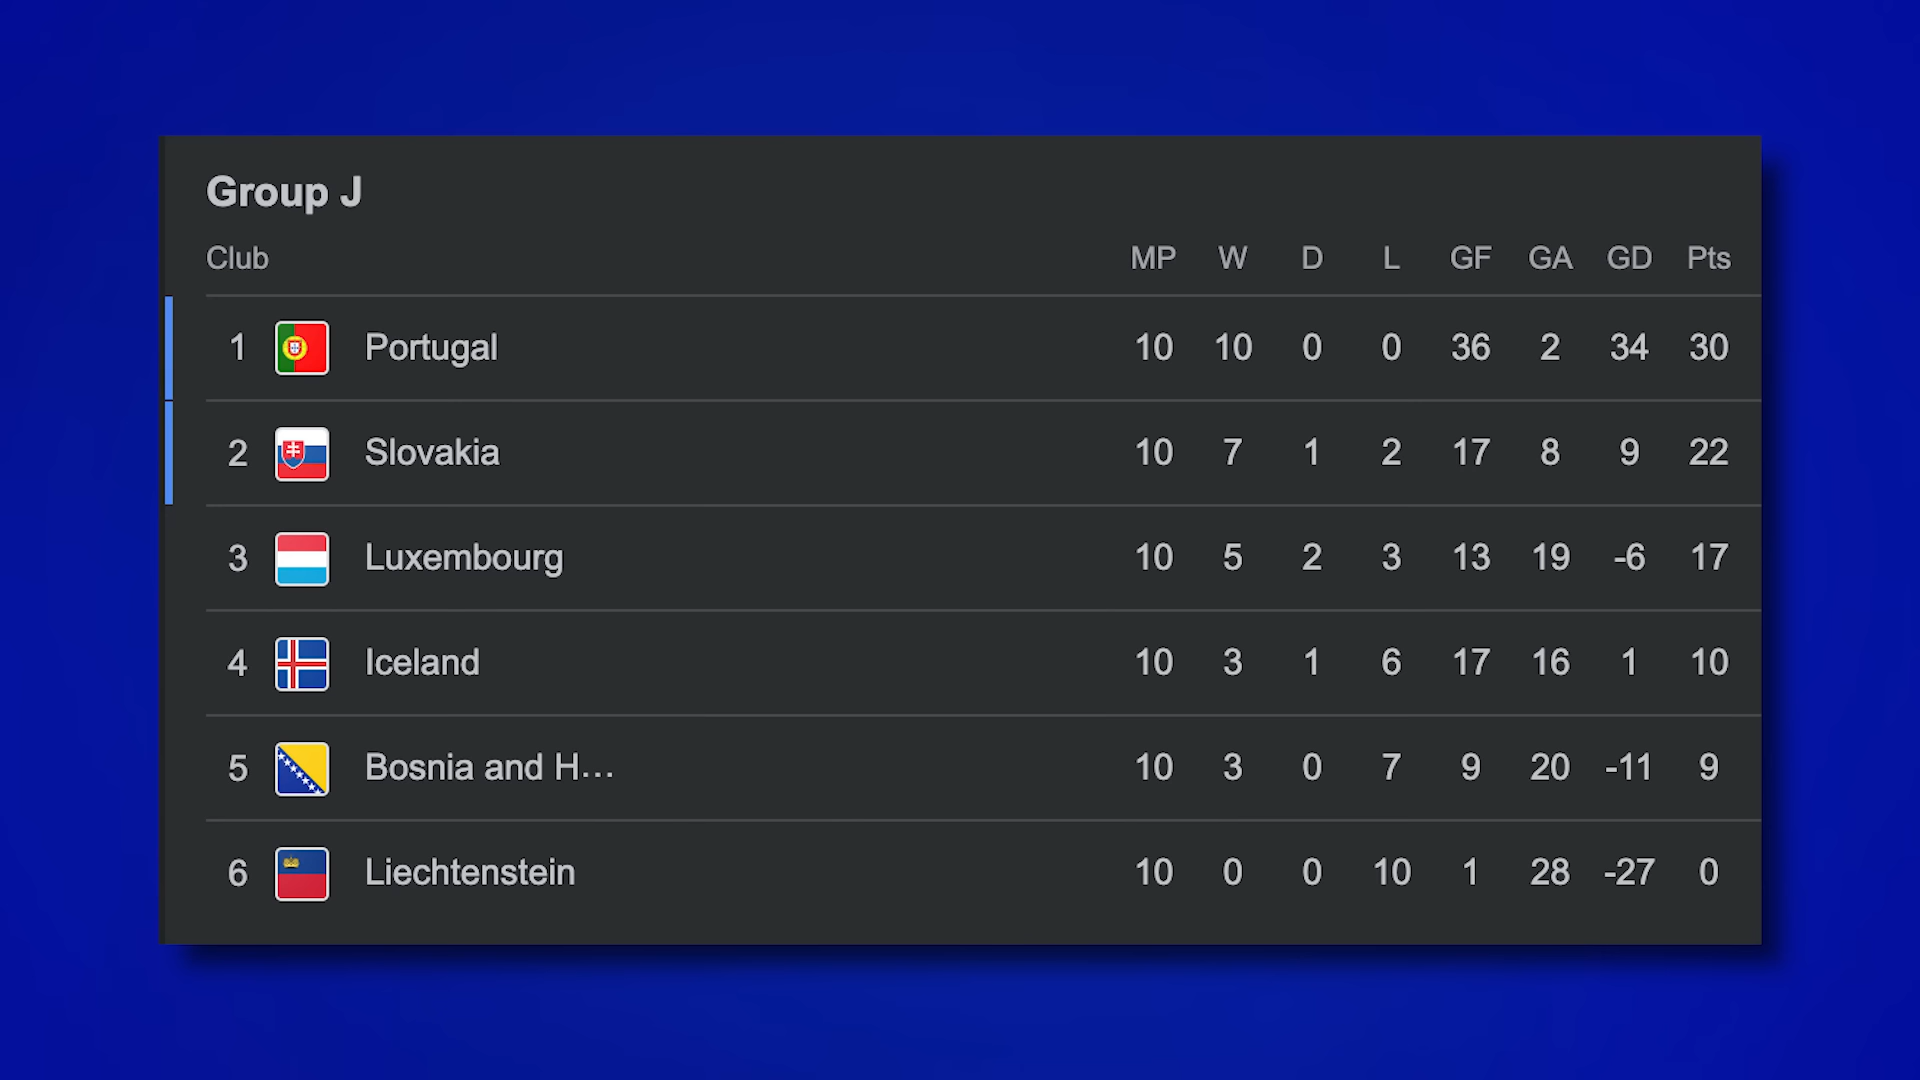 Group J
Club MP W D L GF GA GD Pts
1 Portugal 10 10 0 0 36 2 34 30
2 Slovakia 10 7 1 2 17 8 9 22
3 Luxembourg 10 5 2 3 13 19 -6 17
4 Iceland 10 3 1 6 17 16 1 10
5 Bosnia and H... 10 3 0 7 9 20 -11 9
6 Liechtenstein 10 0 0 10 1 28 -27 0